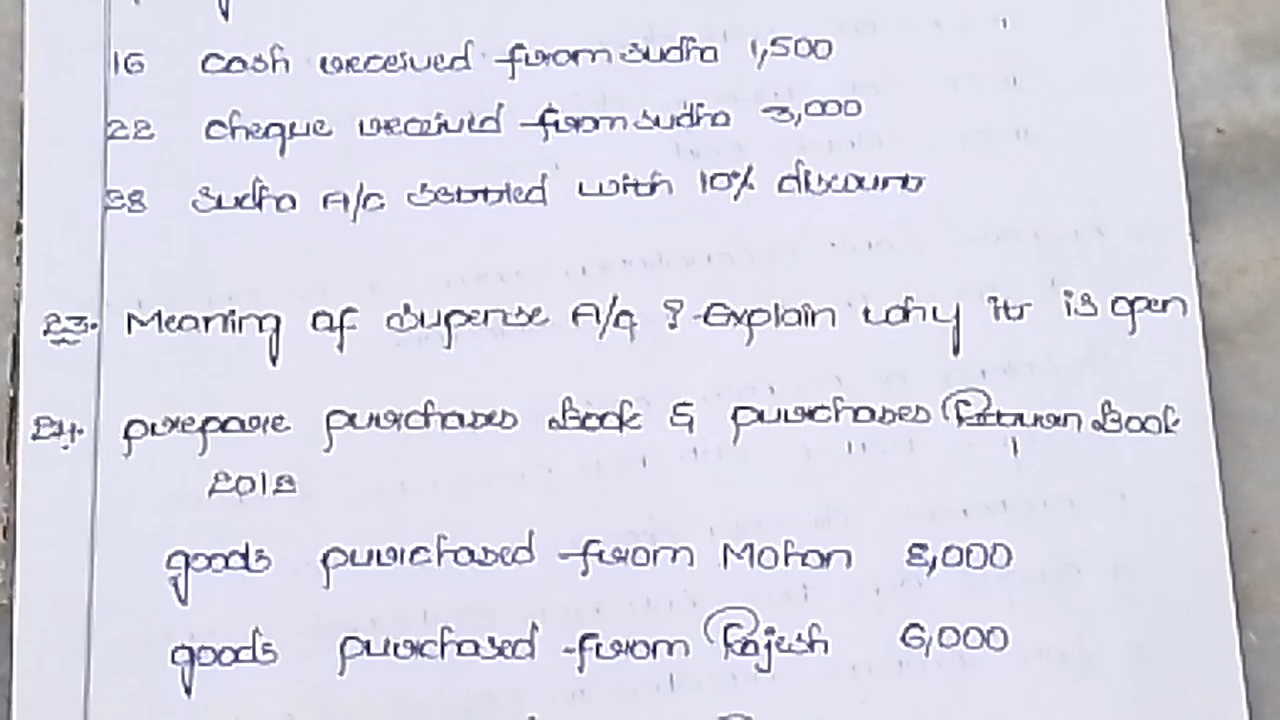 16 cash received from sudha 1,500
22 cheque received from sudha 3,000
28 sudha A/c settled with 10% discount
23. Meaning of supense A/q ? Explain why it is open
24. prepare purchases Book & purchases Return Book
2012
goods purchased from Mohan 8,000
goods purchased from Rajesh 6,000